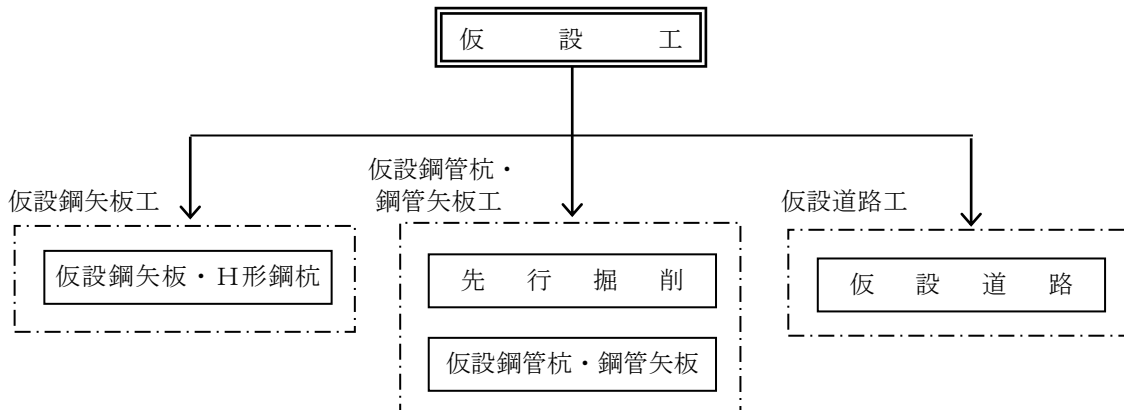 仮設工
仮設鋼矢板工
仮設鋼矢板・Ｈ形鋼杭
仮設鋼管杭・
鋼管矢板工
先行掘削
仮設鋼管杭・鋼管矢板
仮設道路工
仮設道路